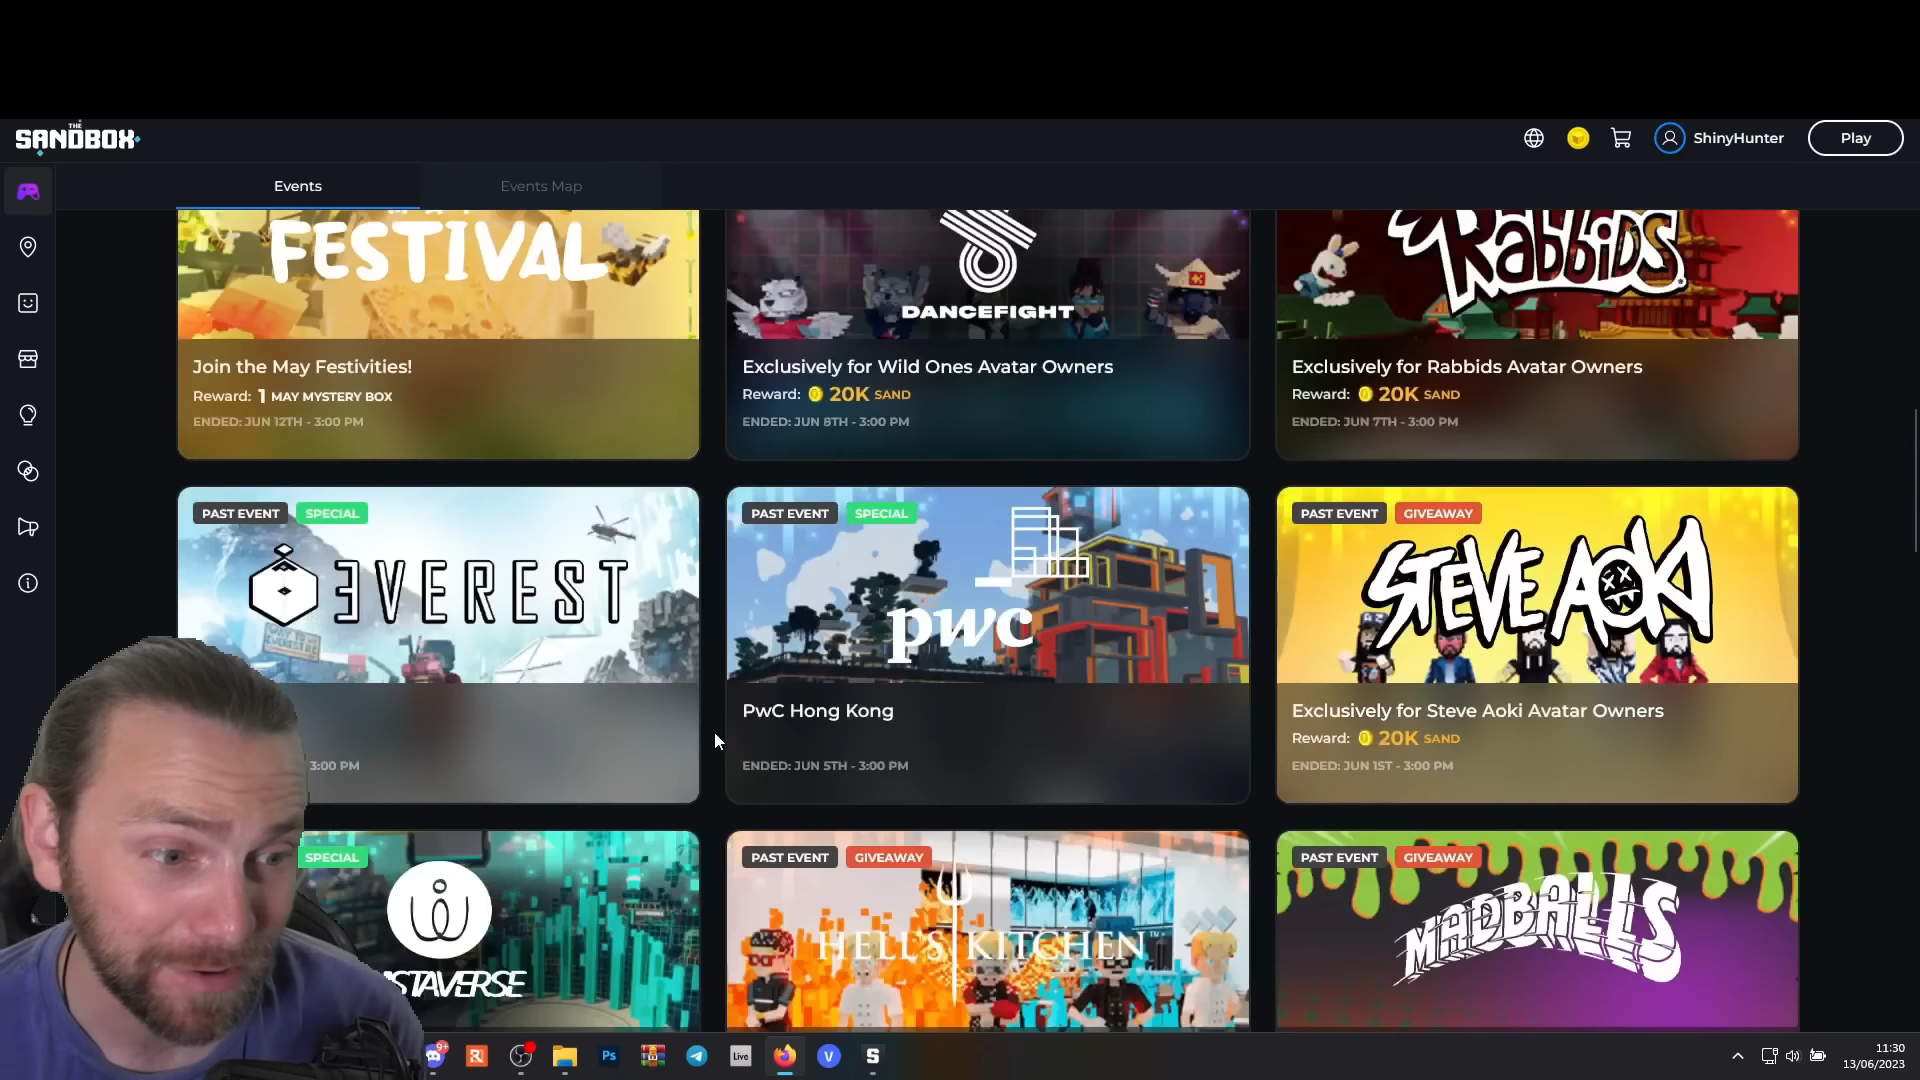 THE
SANDBOX
ShinyHunter
Play
Events
Events Map
FESTIVAL
DANCEFIGHT
Rabbids
Join the May Festivities!
Reward: 1 MAY MYSTERY BOX
ENDED: JUN 12TH - 3:00 PM
Exclusively for Wild Ones Avatar Owners
Reward: 20K SAND
ENDED: JUN 8TH - 3:00 PM
Exclusively for Rabbids Avatar Owners
Reward: 20K SAND
ENDED: JUN 7TH - 3:00 PM
PAST EVENT SPECIAL
EVEREST
3:00 PM
PAST EVENT SPECIAL
pwc
PwC Hong Kong
ENDED: JUN 5TH - 3:00 PM
PAST EVENT GIVEAWAY
STEVE AOKI
Exclusively for Steve Aoki Avatar Owners
Reward: 20K SAND
ENDED: JUN 1ST - 3:00 PM
SPECIAL
STAVERSE
PAST EVENT GIVEAWAY
HELL'S KITCHEN
PAST EVENT GIVEAWAY
MADBALLS
9+
Ps
Live
V
S
11:30
13/06/2023